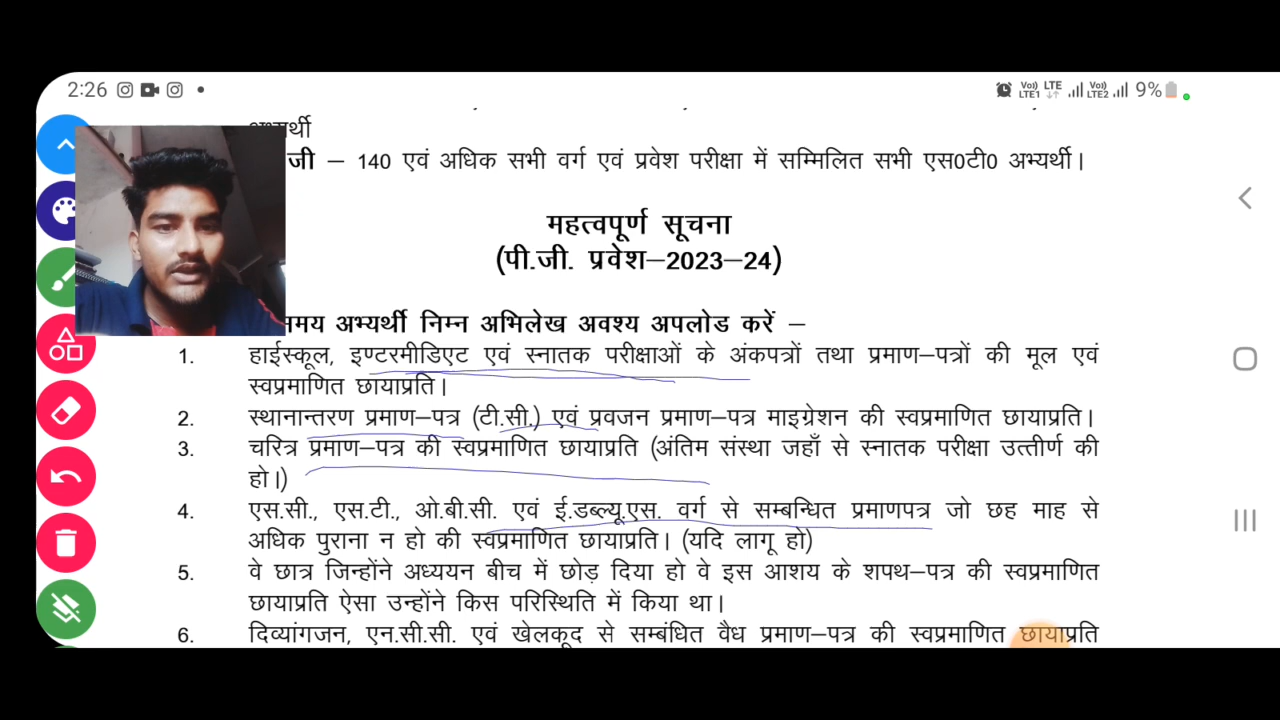 2:26
LTE1 LTE LTE2 9%
अभ्यर्थी
जी – 140 एवं अधिक सभी वर्ग एवं प्रवेश परीक्षा में सम्मिलित सभी एस0टी0 अभ्यर्थी।
महत्वपूर्ण सूचना
(पी.जी. प्रवेश–2023–24)
समय अभ्यर्थी निम्न अभिलेख अवश्य अपलोड करें –
1. हाईस्कूल, इण्टरमीडिएट एवं स्नातक परीक्षाओं के अंकपत्रों तथा प्रमाण–पत्रों की मूल एवं
स्वप्रमाणित छायाप्रति।
2. स्थानान्तरण प्रमाण–पत्र (टी.सी.) एवं प्रवजन प्रमाण–पत्र माइग्रेशन की स्वप्रमाणित छायाप्रति।
3. चरित्र प्रमाण–पत्र की स्वप्रमाणित छायाप्रति (अंतिम संस्था जहाँ से स्नातक परीक्षा उत्तीर्ण की
हो।)
4. एस.सी., एस.टी., ओ.बी.सी. एवं ई.डब्ल्यू.एस. वर्ग से सम्बन्धित प्रमाणपत्र जो छह माह से
अधिक पुराना न हो की स्वप्रमाणित छायाप्रति। (यदि लागू हो)
5. वे छात्र जिन्होंने अध्ययन बीच में छोड़ दिया हो वे इस आशय के शपथ–पत्र की स्वप्रमाणित
छायाप्रति ऐसा उन्होंने किस परिस्थिति में किया था।
6. दिव्यांगजन, एन.सी.सी. एवं खेलकूद से सम्बंधित वैध प्रमाण–पत्र की स्वप्रमाणित छायाप्रति